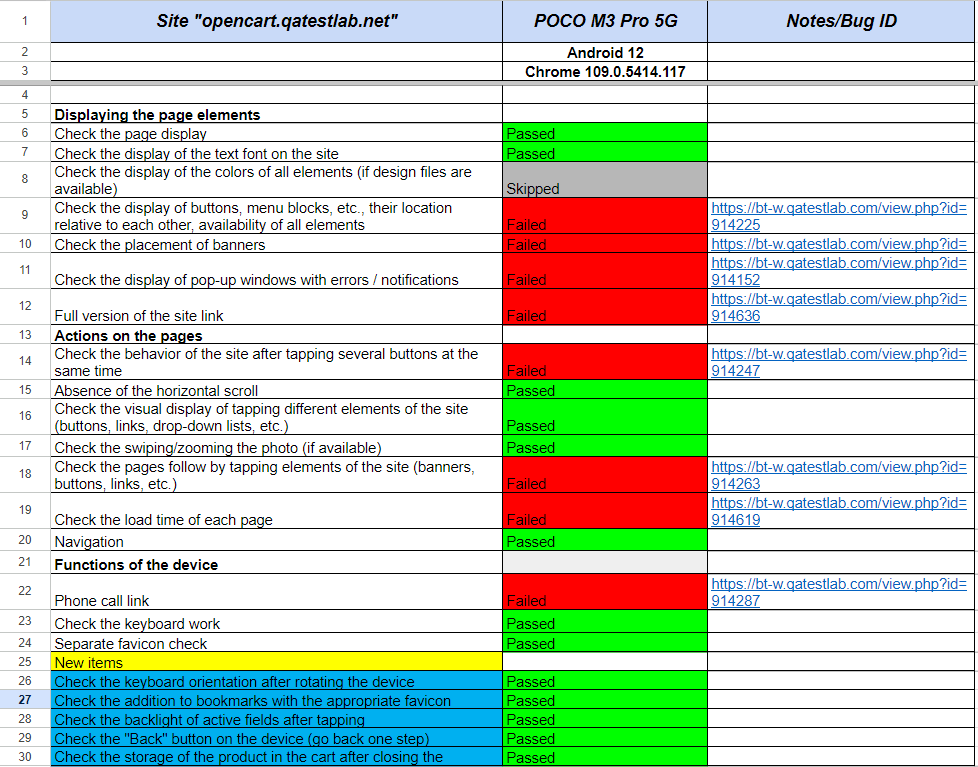 1 Site "opencart.qatestlab.net" POCO M3 Pro 5G Notes/Bug ID
2 Android 12
3 Chrome 109.0.5414.117
4
5 Displaying the page elements
6 Check the page display Passed
7 Check the display of the text font on the site Passed
8 Check the display of the colors of all elements (if design files are
available) Skipped
9 Check the display of buttons, menu blocks, etc., their location https://bt-w.qatestlab.com/view.php?id=
relative to each other, availability of all elements Failed 914225
10 Check the placement of banners Failed https://bt-w.qatestlab.com/view.php?id=
11 https://bt-w.qatestlab.com/view.php?id=
Check the display of pop-up windows with errors / notifications Failed 914152
12 https://bt-w.qatestlab.com/view.php?id=
Full version of the site link Failed 914636
13 Actions on the pages
14 Check the behavior of the site after tapping several buttons at the https://bt-w.qatestlab.com/view.php?id=
same time Failed 914247
15 Absence of the horizontal scroll Passed
16 Check the visual display of tapping different elements of the site
(buttons, links, drop-down lists, etc.) Passed
17 Check the swiping/zooming the photo (if available) Passed
18 Check the pages follow by tapping elements of the site (banners, https://bt-w.qatestlab.com/view.php?id=
buttons, links, etc.) Failed 914263
19 https://bt-w.qatestlab.com/view.php?id=
Check the load time of each page Failed 914619
20 Navigation Passed
21 Functions of the device
22 https://bt-w.qatestlab.com/view.php?id=
Phone call link Failed 914287
23 Check the keyboard work Passed
24 Separate favicon check Passed
25 New items
26 Check the keyboard orientation after rotating the device Passed
27 Check the addition to bookmarks with the appropriate favicon Passed
28 Check the backlight of active fields after tapping Passed
29 Check the "Back" button on the device (go back one step) Passed
30 Check the storage of the product in the cart after closing the Passed